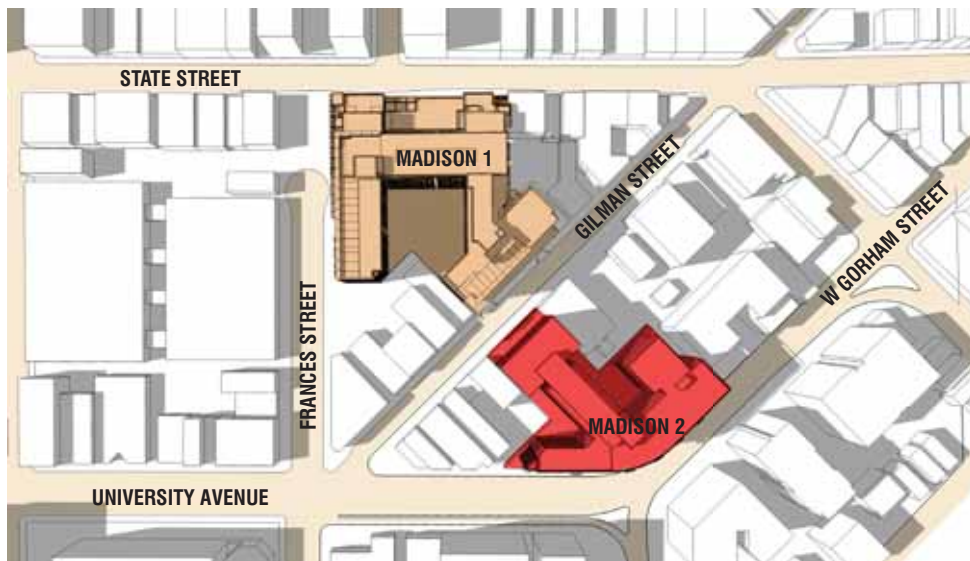 STATE STREET
MADISON 1
GILMAN STREET
W GORHAM STREET
FRANCES STREET
MADISON 2
UNIVERSITY AVENUE